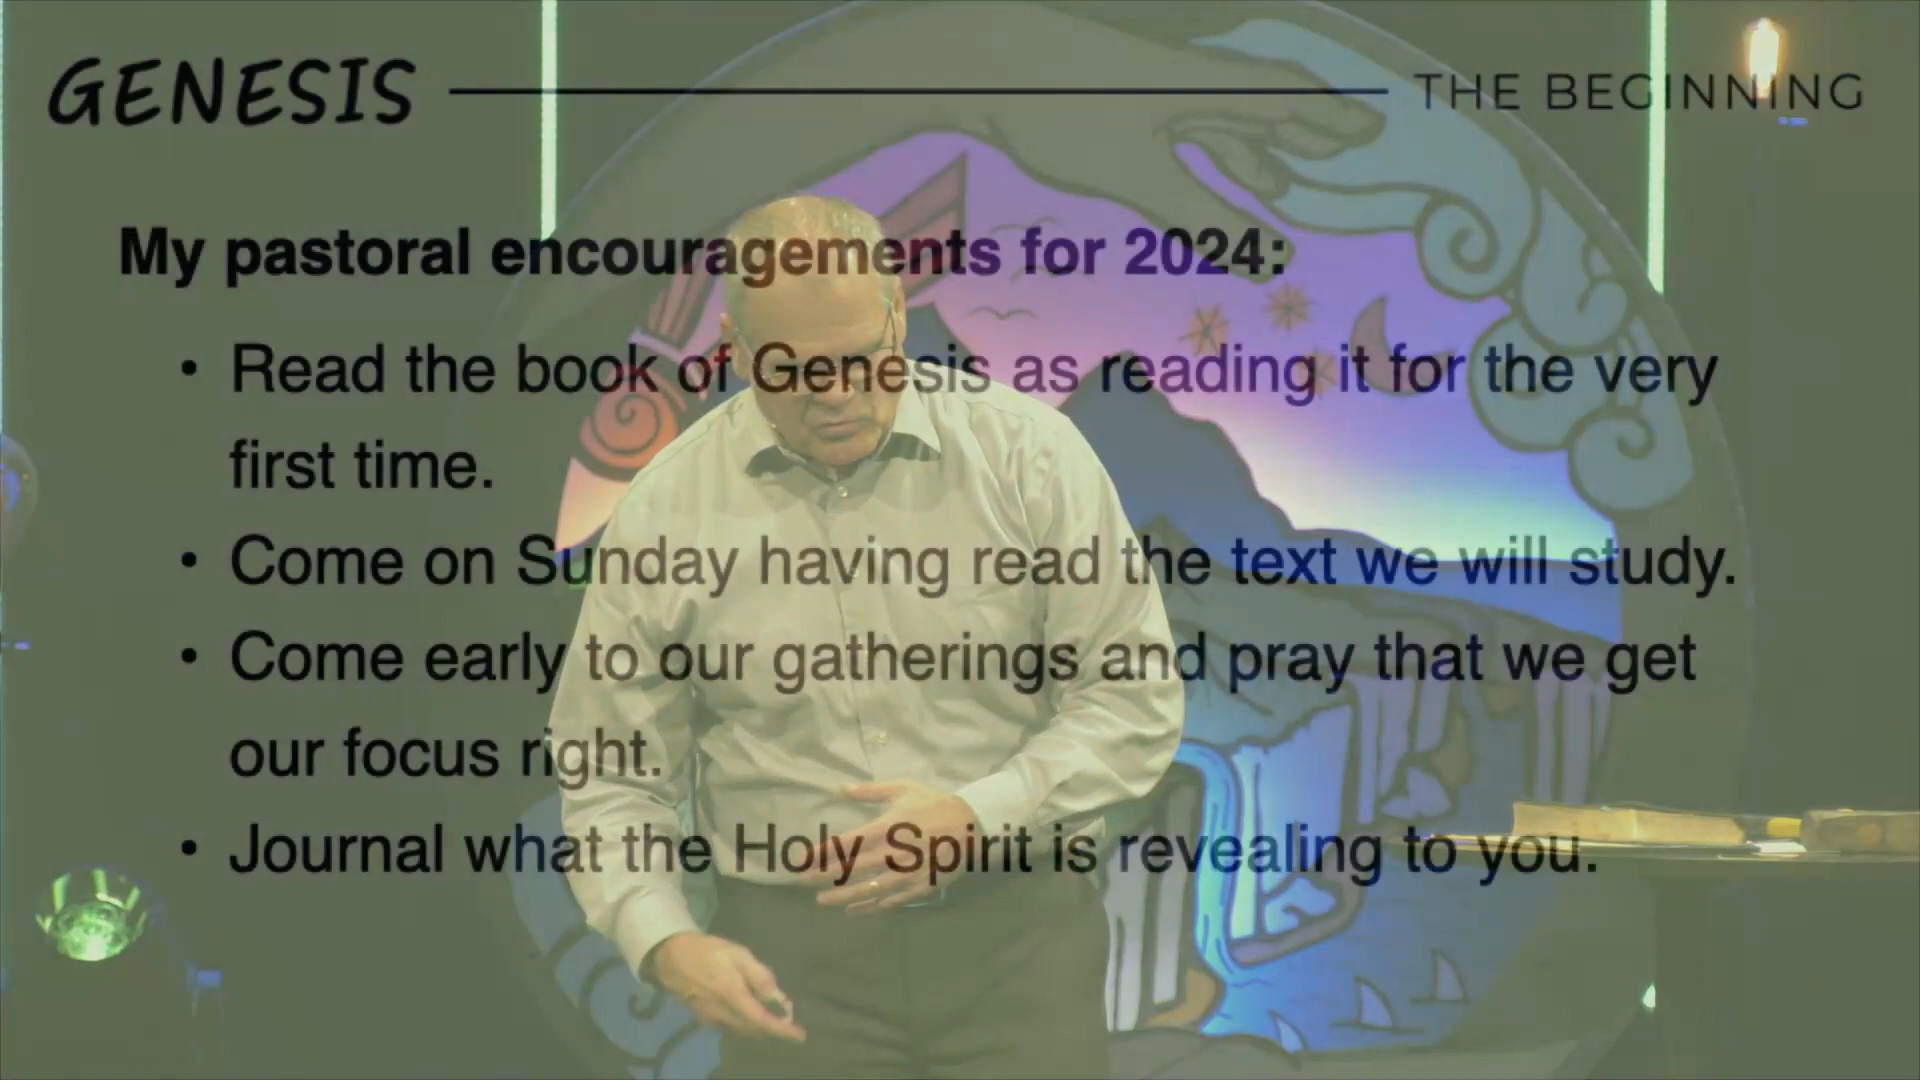 GENESIS THE BEGINNING
My pastoral encouragements for 2024:
• Read the book of Genesis as reading it for the very
first time.
• Come on Sunday having read the text we will study.
• Come early to our gatherings and pray that we get
our focus right.
• Journal what the Holy Spirit is revealing to you.